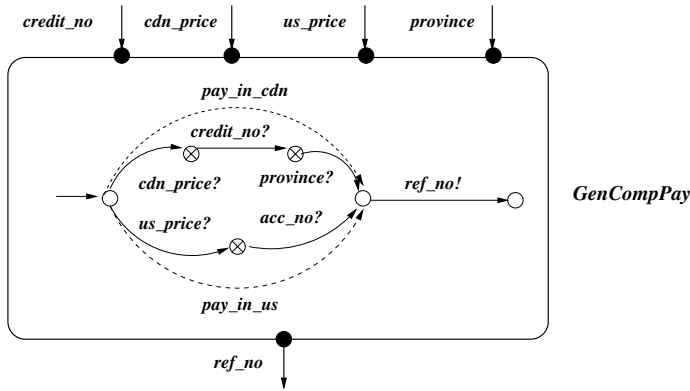 credit_no cdn_price us_price province
pay_in_cdn
credit_no?
cdn_price? province? ref_no!
GenCompPay
us_price? acc_no?
pay_in_us
ref_no